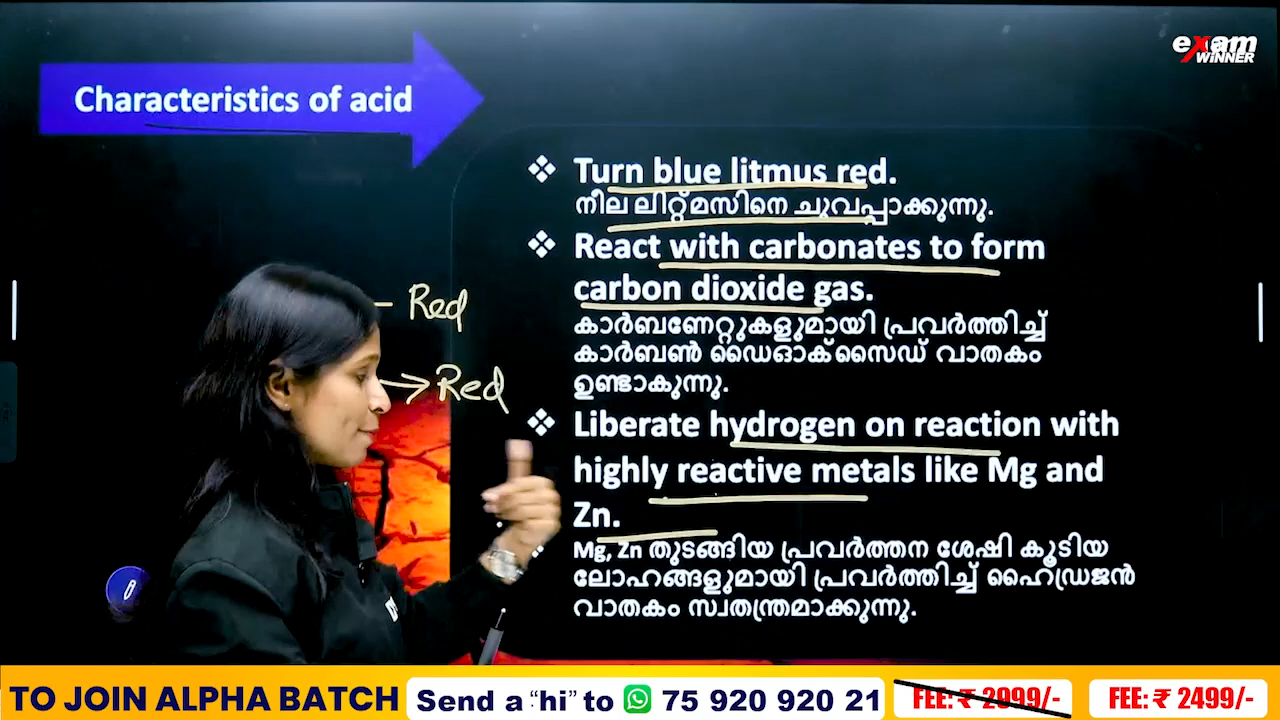 exam
WiNNER
Characteristics of acid
❖ Turn blue litmus red.
നീല ലിറ്റ്മസിനെ ചുവപ്പാക്കുന്നു.
❖ React with carbonates to form
carbon dioxide gas.
കാർബണേറ്റുകളുമായി പ്രവർത്തിച്ച്
കാർബൺ ഡൈഓക്സൈഡ് വാതകം
ഉണ്ടാകുന്നു.
– Red
→ Red
❖ Liberate hydrogen on reaction with
highly reactive metals like Mg and
Zn.
Mg, Zn തുടങ്ങിയ പ്രവർത്തന ശേഷി കൂടിയ
ലോഹങ്ങളുമായി പ്രവർത്തിച്ച് ഹൈഡ്രജൻ
വാതകം സ്വതന്ത്രമാക്കുന്നു.
TO JOIN ALPHA BATCH Send a “hi” to 75 920 920 21 FEE: ₹ 2999/- FEE: ₹ 2499/-